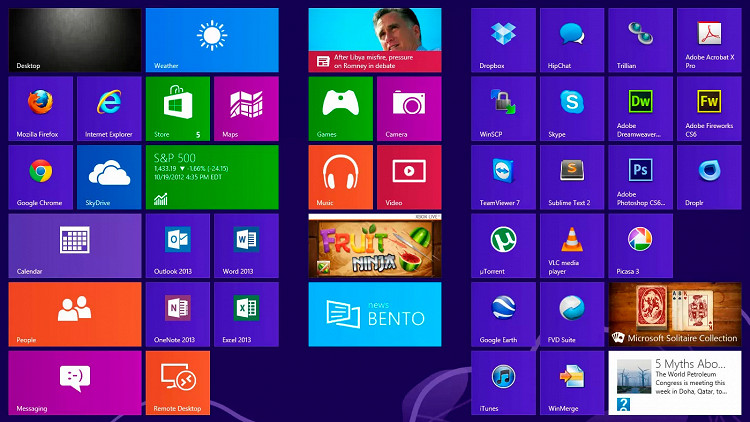 Desktop
Weather
After Libya misfire, pressure
on Romney in debate
Dropbox
HipChat
Trillian
Adobe Acrobat X
Pro
Mozilla Firefox
Internet Explorer
Store
5
Maps
Games
Camera
WinSCP
Skype
Dw
Adobe
Dreamweaver...
Fw
Adobe Fireworks
CS6
Google Chrome
SkyDrive
S&P 500
1,433.19 ▼ -1.66% (-24.15)
10/19/2012 4:35 PM EDT
Music
Video
TeamViewer 7
Sublime Text 2
Ps
Adobe
Photoshop CS6...
Droplr
Calendar
Outlook 2013
Word 2013
XBOX LIVE
FRUIT
NINJA
µTorrent
VLC media
player
Picasa 3
People
OneNote 2013
Excel 2013
news
BENTO
Google Earth
FVD Suite
Microsoft Solitaire Collection
:-)
Messaging
Remote Desktop
iTunes
WinMerge
5 Myths Abo...
The World Petroleum
Congress is meeting this
week in Doha, Qatar, to...
?